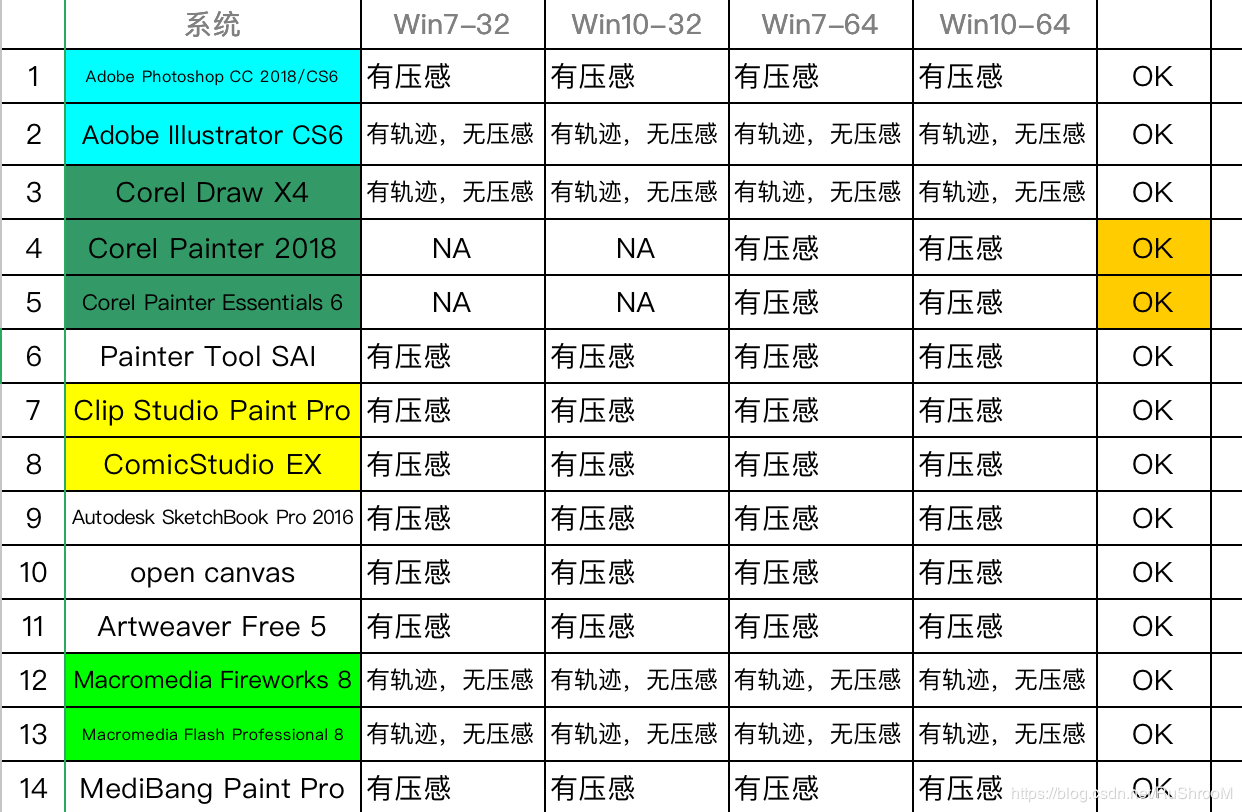 系统 Win7-32 Win10-32 Win7-64 Win10-64
1 Adobe Photoshop CC 2018/CS6 有压感 有压感 有压感 有压感 OK
2 Adobe Illustrator CS6 有轨迹，无压感 有轨迹，无压感 有轨迹，无压感 有轨迹，无压感 OK
3 Corel Draw X4 有轨迹，无压感 有轨迹，无压感 有轨迹，无压感 有轨迹，无压感 OK
4 Corel Painter 2018 NA NA 有压感 有压感 OK
5 Corel Painter Essentials 6 NA NA 有压感 有压感 OK
6 Painter Tool SAI 有压感 有压感 有压感 有压感 OK
7 Clip Studio Paint Pro 有压感 有压感 有压感 有压感 OK
8 ComicStudio EX 有压感 有压感 有压感 有压感 OK
9 Autodesk SketchBook Pro 2016 有压感 有压感 有压感 有压感 OK
10 open canvas 有压感 有压感 有压感 有压感 OK
11 Artweaver Free 5 有压感 有压感 有压感 有压感 OK
12 Macromedia Fireworks 8 有轨迹，无压感 有轨迹，无压感 有轨迹，无压感 有轨迹，无压感 OK
13 Macromedia Flash Professional 8 有轨迹，无压感 有轨迹，无压感 有轨迹，无压感 有轨迹，无压感 OK
14 MediBang Paint Pro 有压感 有压感 有压感 有压感 OK